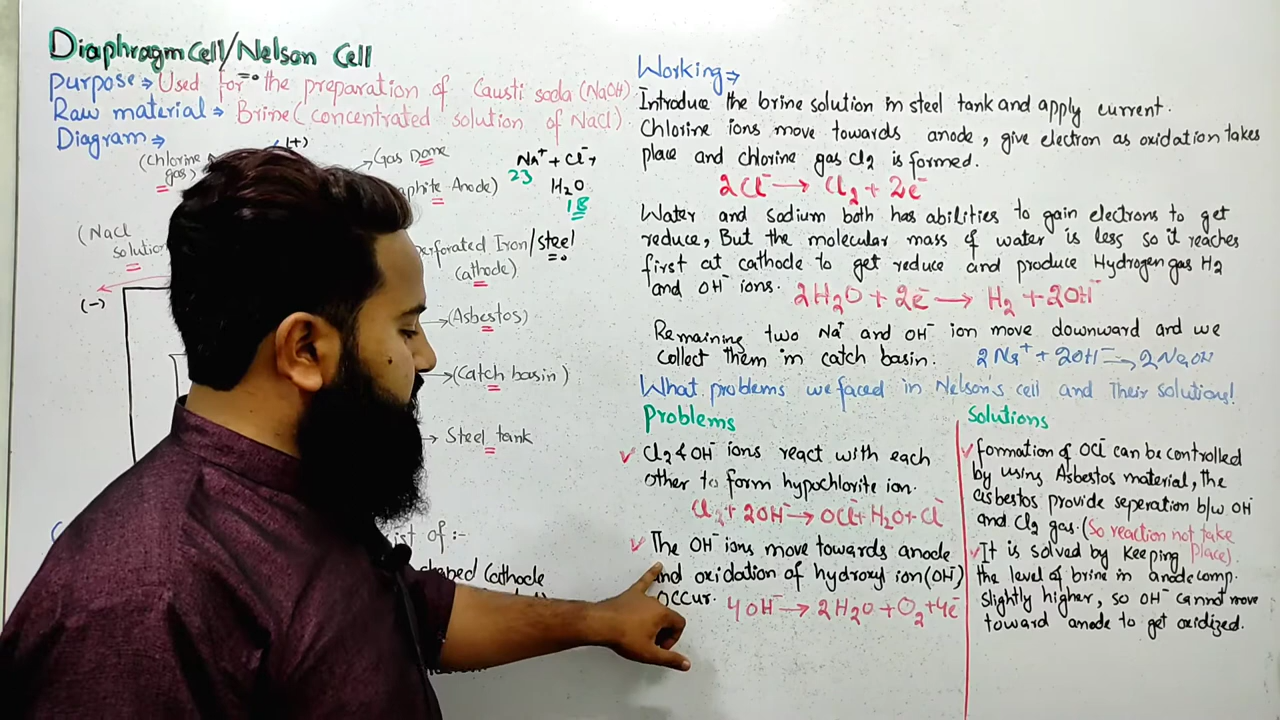 Diaphragm Cell/Nelson Cell
Purpose → Used for the preparation of Causti soda (NaOH)
Raw material → Brine (concentrated solution of NaCl)
Diagram →
(Chlorine
gas)
(+)
Gas Dome
Anode)
(NaCl
solution
(-)
Iron/steel
Cathode)
(Asbestos)
(Catch basin)
Steel tank
Na⁺ + Cl⁻ +
23
H₂O
18
of :-
shaped Cathode
Working →
Introduce the brine solution in steel tank and apply current.
Chlorine ions move towards anode, give electron as oxidation takes
place and chlorine gas Cl₂ is formed.
2Cl⁻ → Cl₂ + 2e⁻
Water and Sodium both has abilities to gain electrons to get
reduce, But the molecular mass of water is less so it reaches
first at cathode to get reduce and produce Hydrogen gas H₂
and OH⁻ ions. 2H₂O + 2e⁻ → H₂ + 2OH⁻
Remaining two Na⁺ and OH⁻ ion move downward and we
collect them in catch basin. 2Na⁺ + 2OH⁻ → 2NaOH
What problems we faced in Nelson's cell and Their solutions!
Problems
✓ Cl₂ & OH⁻ ions react with each
other to form hypochlorite ion.
Cl₂ + 2OH⁻ → OCl⁻ + H₂O + Cl⁻
✓ The OH⁻ ions move towards anode
and oxidation of hydroxyl ion (OH⁻)
occur. 4OH⁻ → 2H₂O + O₂ + 4e⁻
Solutions
✓ formation of OCl⁻ can be controlled
by using Asbestos material, the
asbestos provide seperation b/w OH⁻
and Cl₂ gas. (So reaction not take
✓ It is solved by keeping place).
the level of brine in anode comp.
Slightly higher, so OH⁻ cannot move
toward anode to get oxidized.